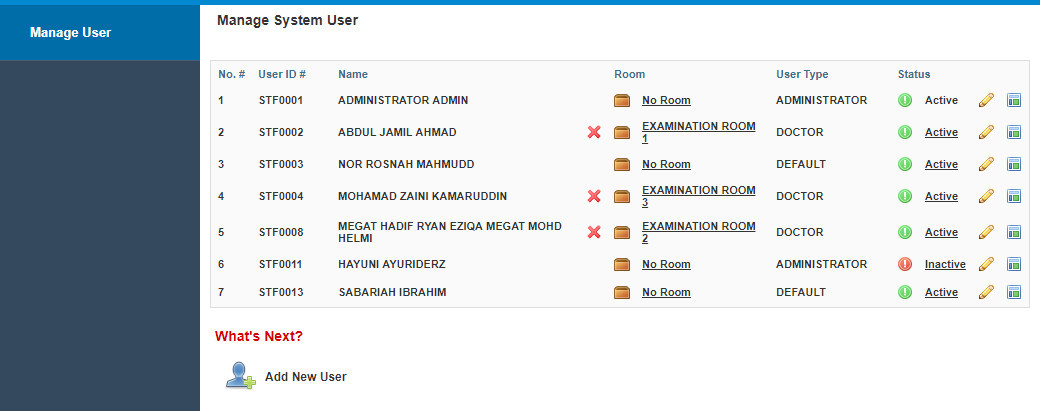 Manage User
Manage System User
No. # User ID # Name Room User Type Status
1 STF0001 ADMINISTRATOR ADMIN No Room ADMINISTRATOR Active
2 STF0002 ABDUL JAMIL AHMAD EXAMINATION ROOM 1 DOCTOR Active
3 STF0003 NOR ROSNAH MAHMUDD No Room DEFAULT Active
4 STF0004 MOHAMAD ZAINI KAMARUDDIN EXAMINATION ROOM 3 DOCTOR Active
5 STF0008 MEGAT HADIF RYAN EZIQA MEGAT MOHD HELMI EXAMINATION ROOM 2 DOCTOR Active
6 STF0011 HAYUNI AYURIDERZ No Room ADMINISTRATOR Inactive
7 STF0013 SABARIAH IBRAHIM No Room DEFAULT Active
What's Next?
Add New User